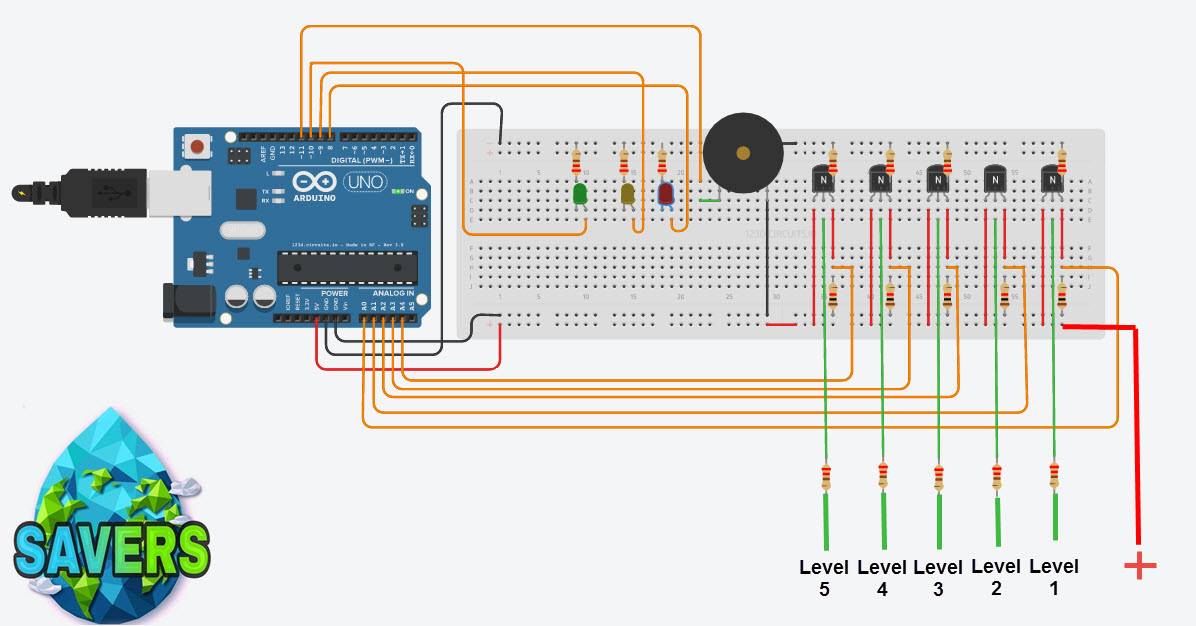 AREF
GND
13
12
~11
~10
~9
8
7
~6
~5
4
~3
2
TX→1
RX←0
DIGITAL (PWM~)
L
TX
RX
UNO
ON
ARDUINO
POWER
ANALOG IN
IOREF
RESET
3.3V
5V
GND
GND
Vin
A0
A1
A2
A3
A4
A5
N
N
N
N
N
SAVERS
Level
5
Level
4
Level
3
Level
2
Level
1
+